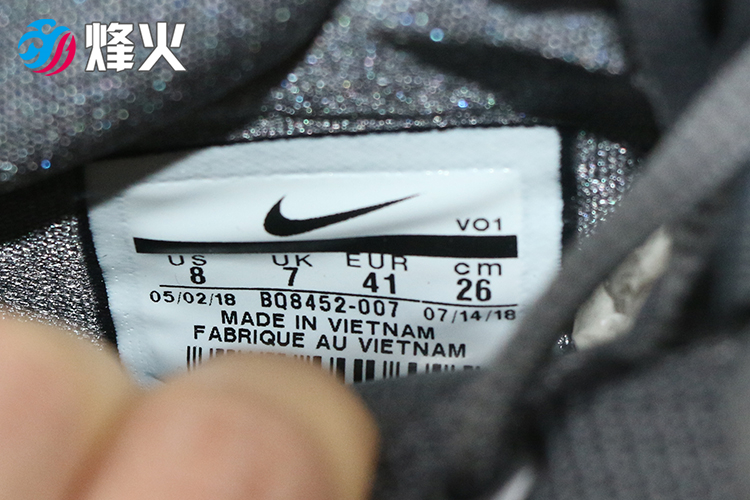 烽火
VO1
US UK EUR cm
8 7 41 26
05/02/18 BQ8452-007 07/14/18
MADE IN VIETNAM
FABRIQUE AU VIETNAM